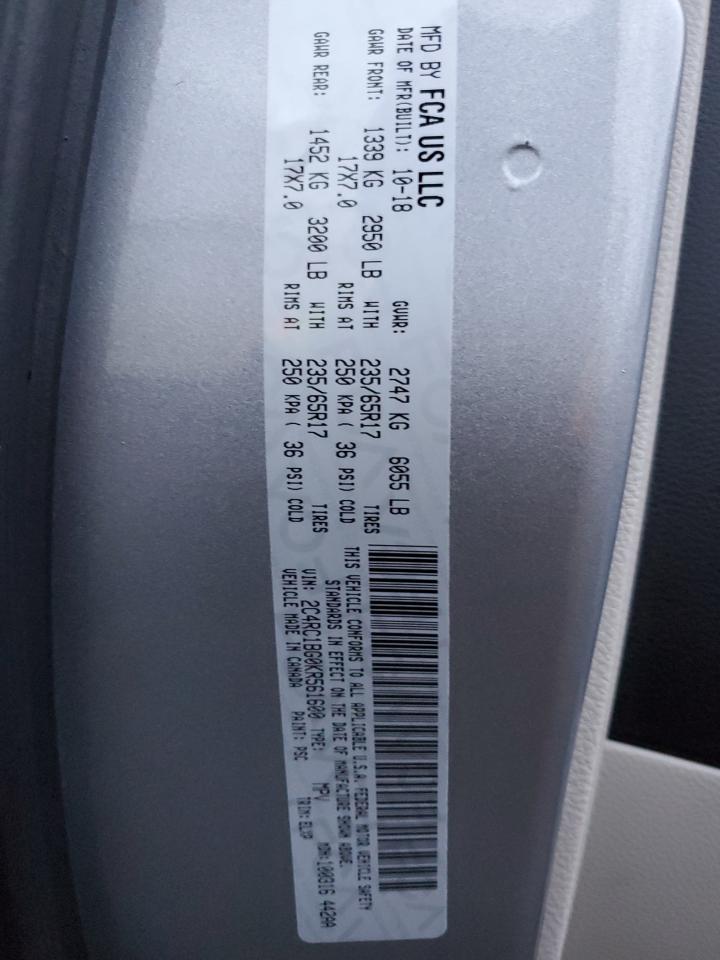 MFD BY FCA US LLC
DATE OF MFR(BUILT): 10-18 GVWR: 2747 KG 6055 LB
GAWR FRONT: 1339 KG 2950 LB WITH 235/65R17 TIRES
17X7.0 RIMS AT 250 KPA ( 36 PSI) COLD
GAWR REAR: 1452 KG 3200 LB WITH 235/65R17 TIRES
17X7.0 RIMS AT 250 KPA ( 36 PSI) COLD
THIS VEHICLE CONFORMS TO ALL APPLICABLE U.S.A. FEDERAL MOTOR VEHICLE SAFETY
STANDARDS IN EFFECT ON THE DATE OF MANUFACTURE SHOWN ABOVE.
VIN: 2C4RC1BG0KR561600 TYPE: MPV MDH:100316 442AA
VEHICLE MADE IN CANADA PAINT: PSC TRIM: